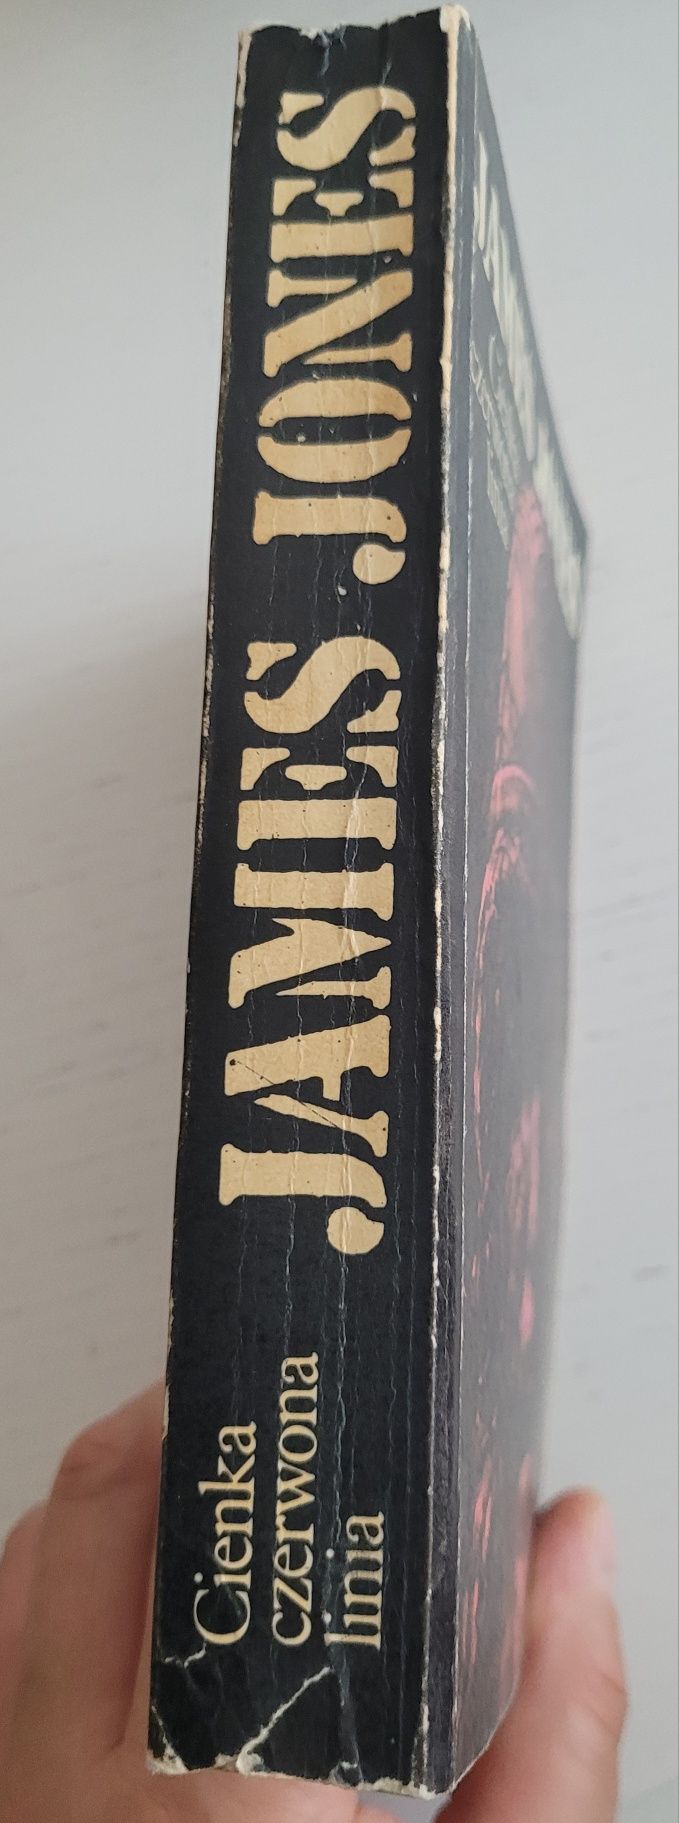 JAMES JONES
Cienka
czerwona
linia